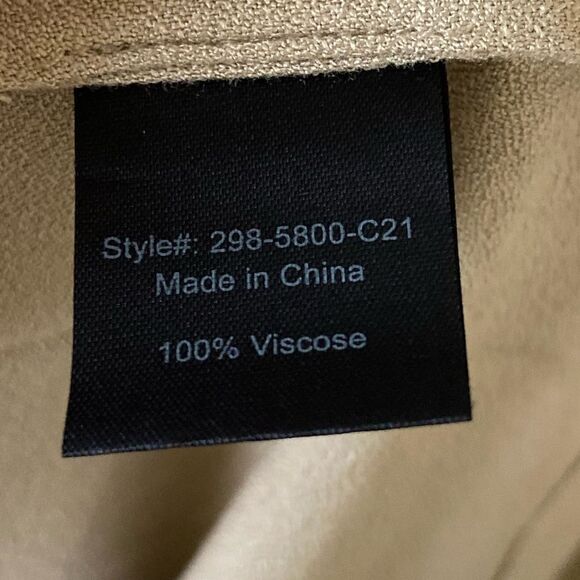 Style#: 298-5800-C21
Made in China
100% Viscose